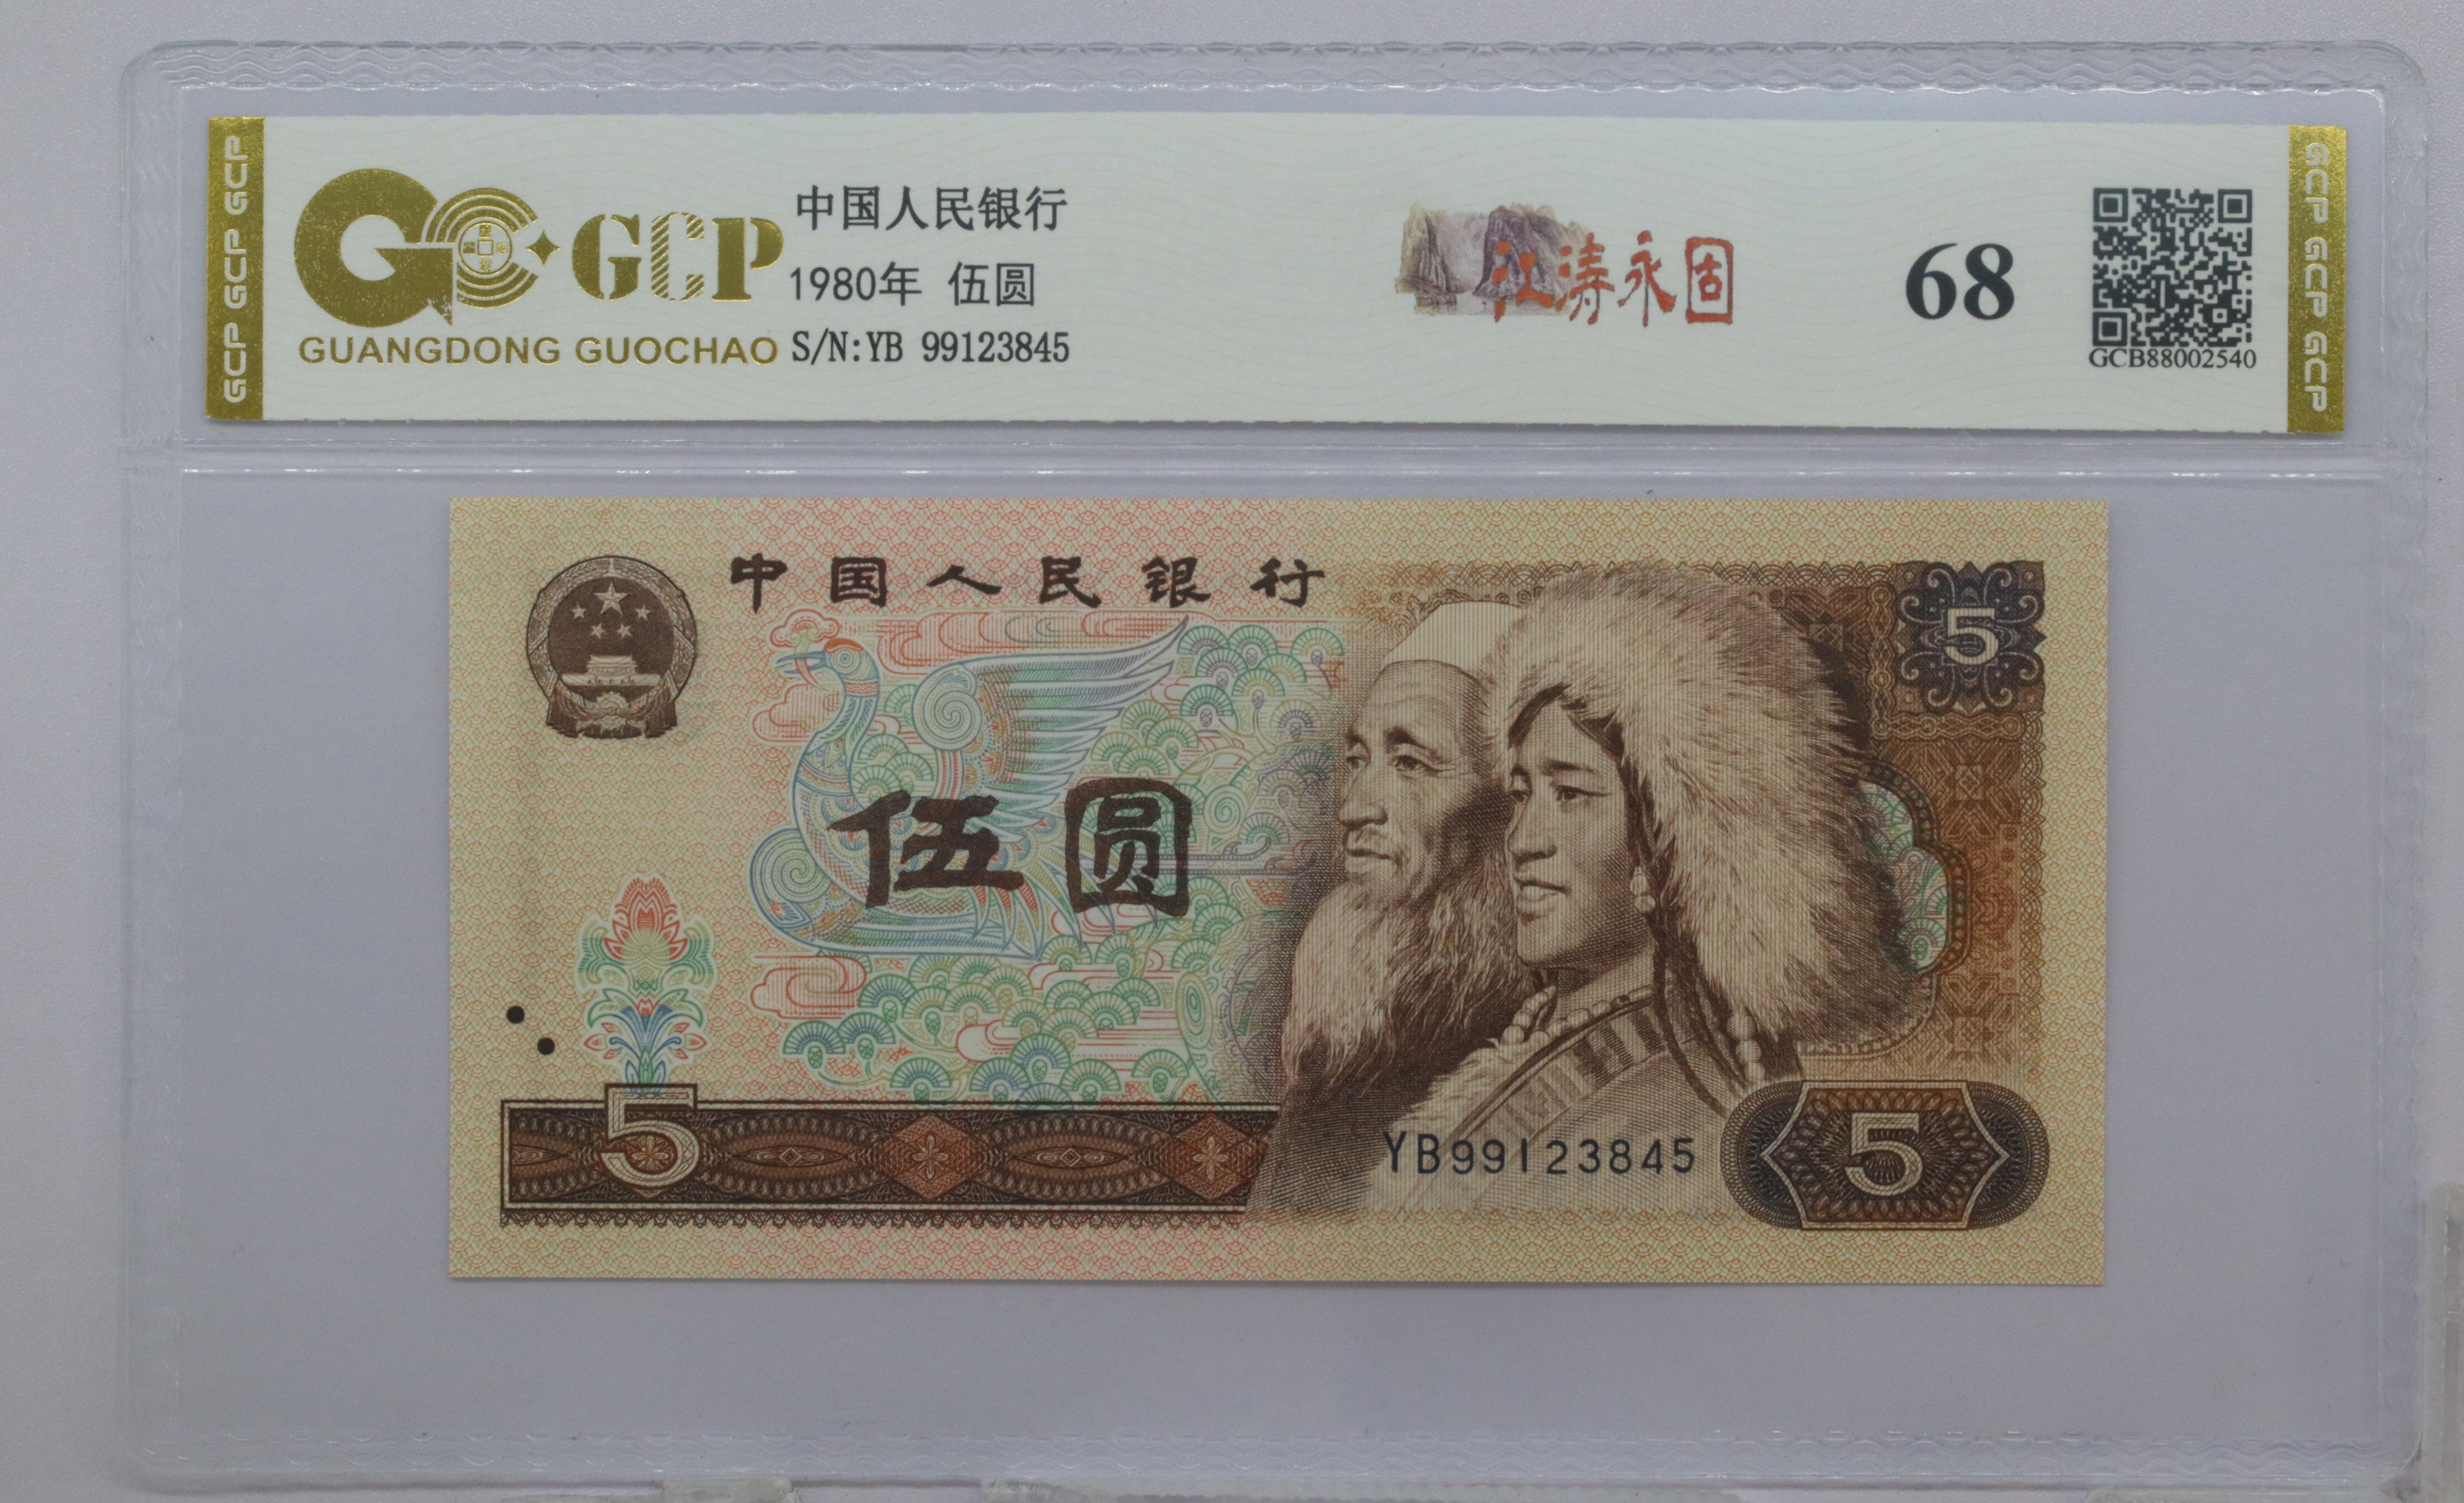 GCP GCP GCP
GCP
GUANGDONG GUOCHAO
中国人民银行
1980年 伍圆
S/N:YB 99123845
江涛永固
68
GCB88002540
GCP GCP GCP
中国人民银行
5
伍圆
5
YB99123845
5